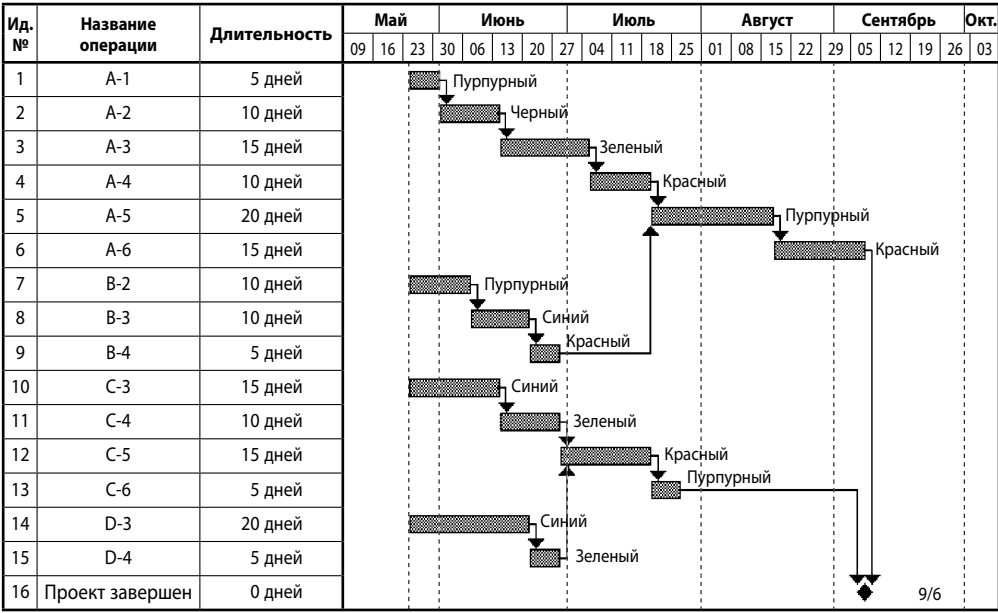 Ид. № Название операции Длительность Май Июнь Июль Август Сентябрь Окт.
09 16 23 30 06 13 20 27 04 11 18 25 01 08 15 22 29 05 12 19 26 03
1 A-1 5 дней Пурпурный
2 A-2 10 дней Черный
3 A-3 15 дней Зеленый
4 A-4 10 дней Красный
5 A-5 20 дней Пурпурный
6 A-6 15 дней Красный
7 B-2 10 дней Пурпурный
8 B-3 10 дней Синий
9 B-4 5 дней Красный
10 C-3 15 дней Синий
11 C-4 10 дней Зеленый
12 C-5 15 дней Красный
13 C-6 5 дней Пурпурный
14 D-3 20 дней Синий
15 D-4 5 дней Зеленый
16 Проект завершен 0 дней 9/6